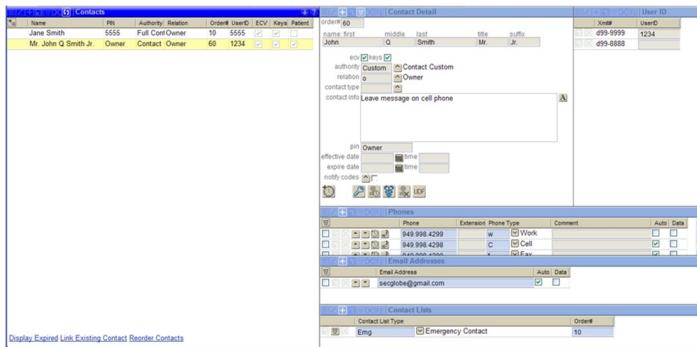 Contacts
Name PIN Authority Relation Order# UserID ECV Keys Patient
Jane Smith 5555 Full Cont Owner 10 5555
Mr. John Q Smith Jr. Owner Contact Owner 60 1234
Display Expired Link Existing Contact Reorder Contacts
Contact Detail
order# 60
name: first middle last title suffix
John Q Smith Mr. Jr.
ecv keys
authority Custom Contact Custom
relation o Owner
contact type
contact info Leave message on cell phone
A
pin Owner
effective date time
expire date time
notify codes
UDF
User ID
Xmit# UserID
d99-9999 1234
d99-8888
Phones
Phone Extension Phone Type Comment Auto Data
949.998.4299 w Work
949.998.4298 C Cell
Email Addresses
Email Address Auto Data
secglobe@gmail.com
Contact Lists
Contact List Type Order#
Emg Emergency Contact 10